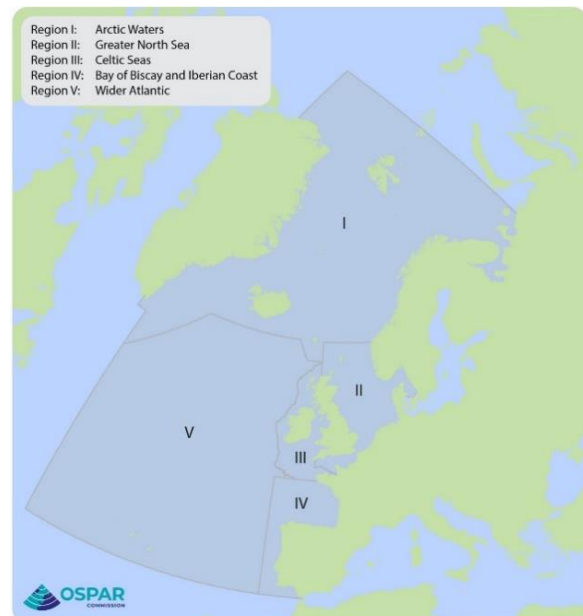 Region I: Arctic Waters
Region II: Greater North Sea
Region III: Celtic Seas
Region IV: Bay of Biscay and Iberian Coast
Region V: Wider Atlantic
I
II
V
III
IV
OSPAR
COMMISSION